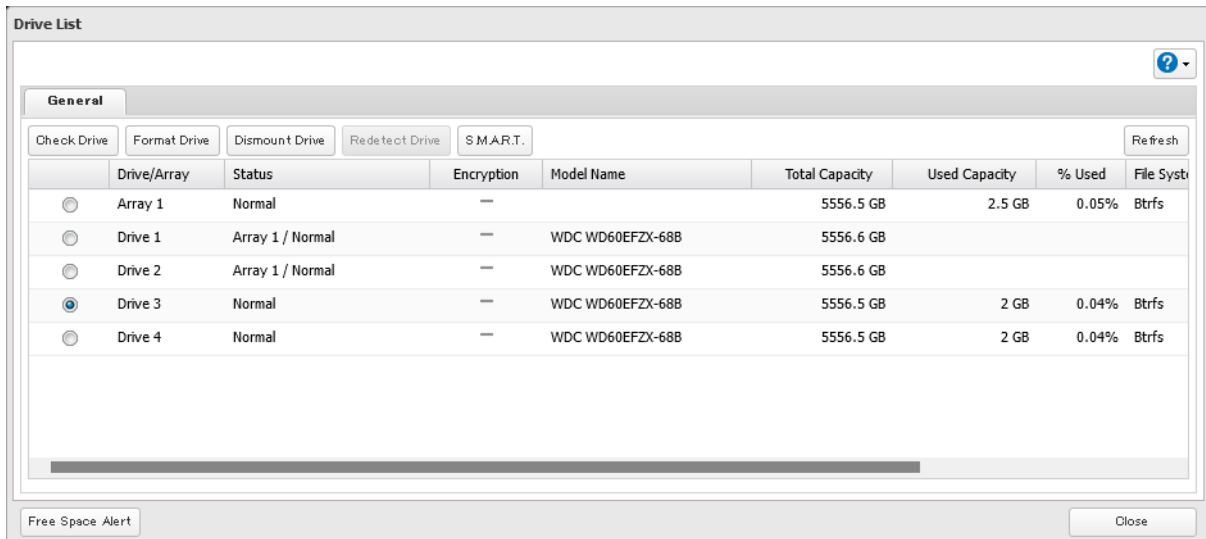 Drive List
General
Check Drive Format Drive Dismount Drive Redetect Drive S.M.A.R.T. Refresh
Drive/Array Status Encryption Model Name Total Capacity Used Capacity % Used File Syste
Array 1 Normal — 5556.5 GB 2.5 GB 0.05% Btrfs
Drive 1 Array 1 / Normal — WDC WD60EFZX-68B 5556.6 GB
Drive 2 Array 1 / Normal — WDC WD60EFZX-68B 5556.6 GB
Drive 3 Normal — WDC WD60EFZX-68B 5556.5 GB 2 GB 0.04% Btrfs
Drive 4 Normal — WDC WD60EFZX-68B 5556.5 GB 2 GB 0.04% Btrfs
Free Space Alert Close